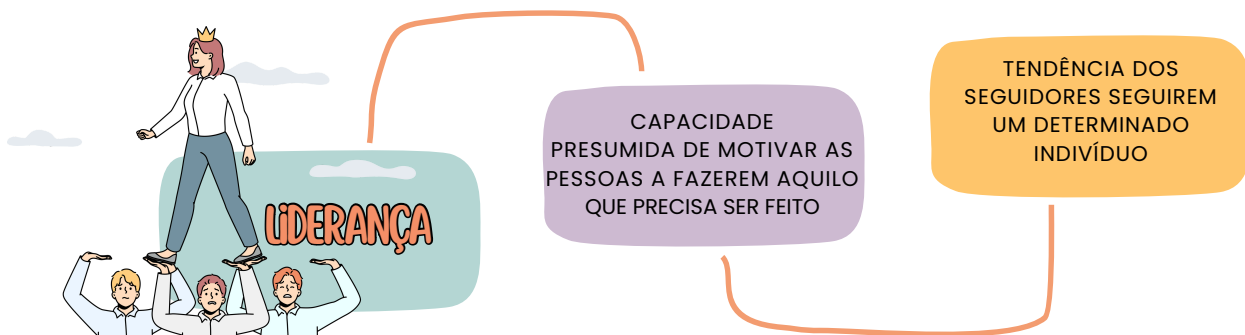 LIDERANÇA
CAPACIDADE
PRESUMIDA DE MOTIVAR AS
PESSOAS A FAZEREM AQUILO
QUE PRECISA SER FEITO
TENDÊNCIA DOS
SEGUIDORES SEGUIREM
UM DETERMINADO
INDIVÍDUO